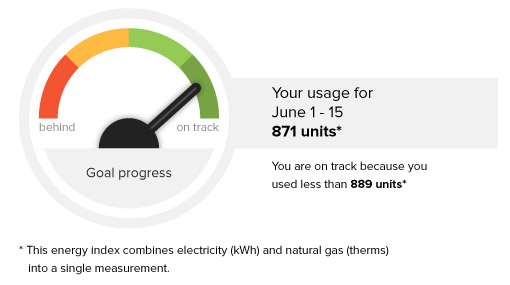 behind
on track
Goal progress
Your usage for
June 1 - 15
871 units*
You are on track because you
used less than 889 units*
* This energy index combines electricity (kWh) and natural gas (therms)
into a single measurement.